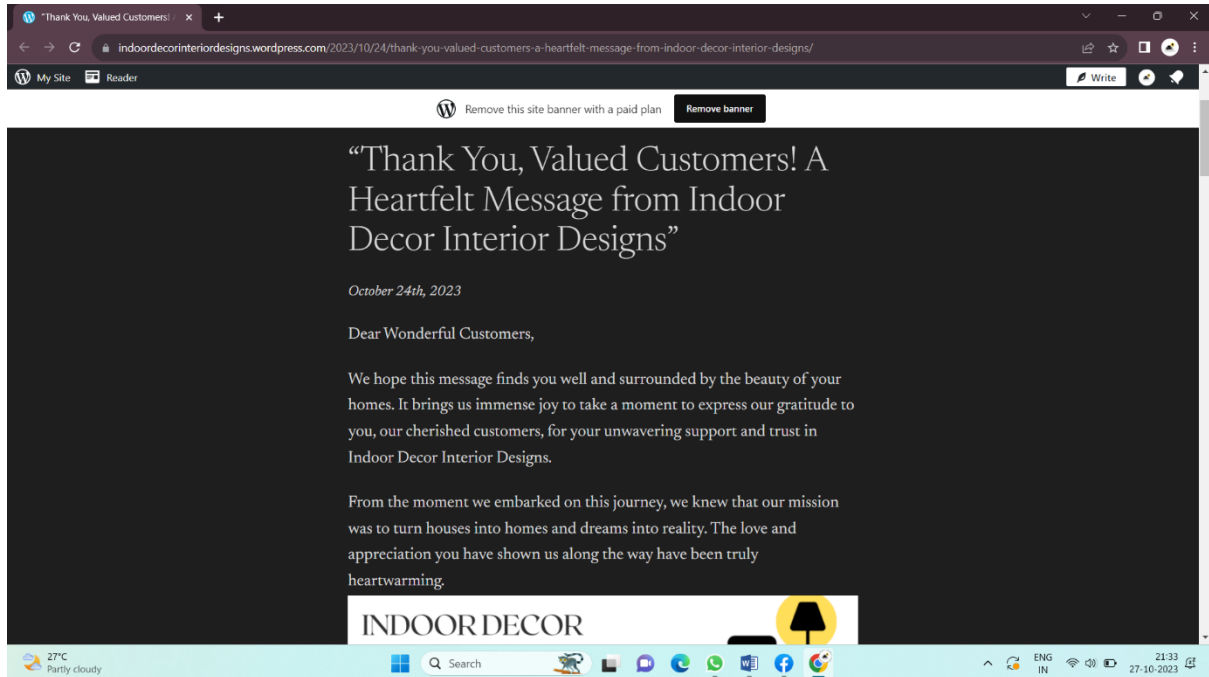 "Thank You, Valued Customers! A
indoordecorinteriordesigns.wordpress.com/2023/10/24/thank-you-valued-customers-a-heartfelt-message-from-indoor-decor-interior-designs/
My Site Reader Write
Remove this site banner with a paid plan Remove banner
“Thank You, Valued Customers! A
Heartfelt Message from Indoor
Decor Interior Designs”
October 24th, 2023
Dear Wonderful Customers,
We hope this message finds you well and surrounded by the beauty of your
homes. It brings us immense joy to take a moment to express our gratitude to
you, our cherished customers, for your unwavering support and trust in
Indoor Decor Interior Designs.
From the moment we embarked on this journey, we knew that our mission
was to turn houses into homes and dreams into reality. The love and
appreciation you have shown us along the way have been truly
heartwarming.
INDOOR DECOR
27°C
Partly cloudy
Search
ENG
IN
21:33
27-10-2023